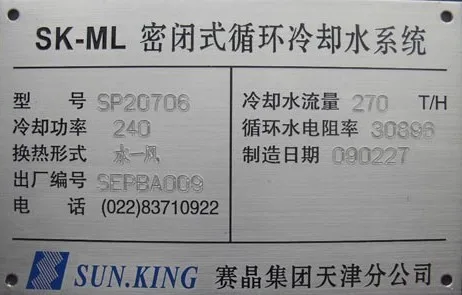 SK-ML 密闭式循环冷却水系统
型号 SP20706
冷却功率 240
换热形式 水一风
出厂编号 SEPBA009
电话 (022)83710922
冷却水流量 270 T/H
循环水电阻率 30896
制造日期 090227
SUN.KING 赛晶集团天津分公司